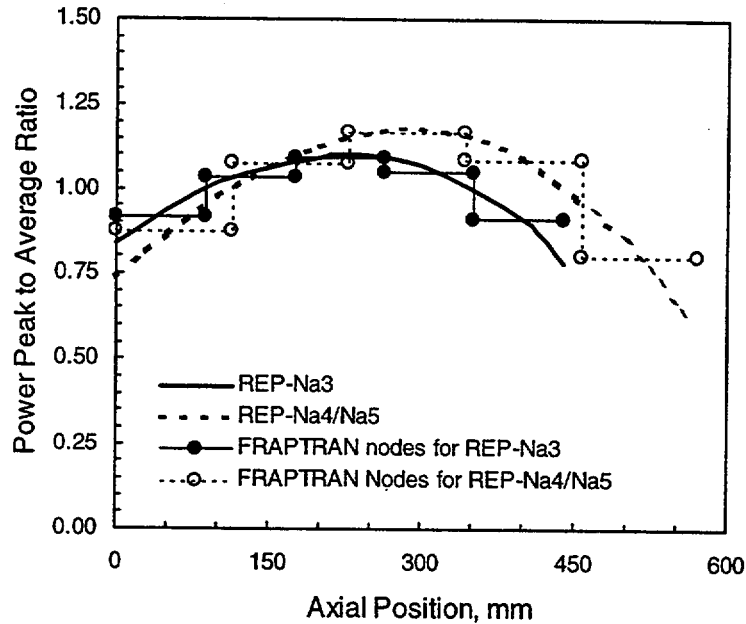 1.50
1.25
1.00
0.75
0.50
0.25
0.00
Power Peak to Average Ratio
REP-Na3
REP-Na4/Na5
FRAPTRAN nodes for REP-Na3
FRAPTRAN Nodes for REP-Na4/Na5
0 150 300 450 600
Axial Position, mm